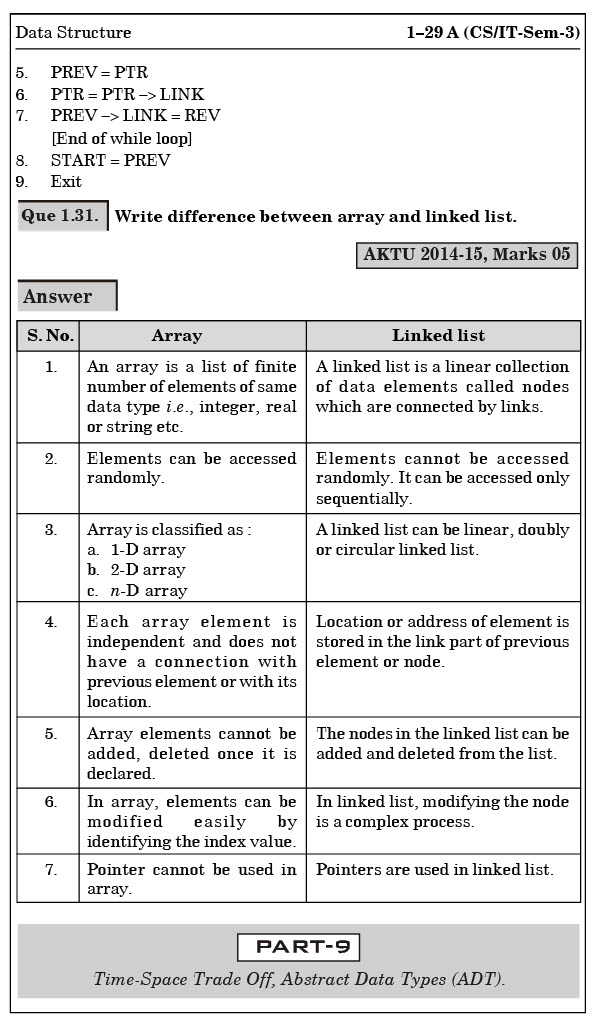 Data Structure 1–29 A (CS/IT-Sem-3)
5. PREV = PTR
6. PTR = PTR –> LINK
7. PREV –> LINK = REV
[End of while loop]
8. START = PREV
9. Exit
Que 1.31. Write difference between array and linked list.
AKTU 2014-15, Marks 05
Answer
S. No. Array Linked list
1. An array is a list of finite
number of elements of same
data type i.e., integer, real
or string etc.
A linked list is a linear collection
of data elements called nodes
which are connected by links.
2. Elements can be accessed
randomly.
Elements cannot be accessed
randomly. It can be accessed only
sequentially.
3. Array is classified as :
a. 1-D array
b. 2-D array
c. n-D array
A linked list can be linear, doubly
or circular linked list.
4. Each array element is
independent and does not
have a connection with
previous element or with its
location.
Location or address of element is
stored in the link part of previous
element or node.
5. Array elements cannot be
added, deleted once it is
declared.
The nodes in the linked list can be
added and deleted from the list.
6. In array, elements can be
modified easily by
identifying the index value.
In linked list, modifying the node
is a complex process.
7. Pointer cannot be used in
array.
Pointers are used in linked list.
PART-9
Time-Space Trade Off, Abstract Data Types (ADT).